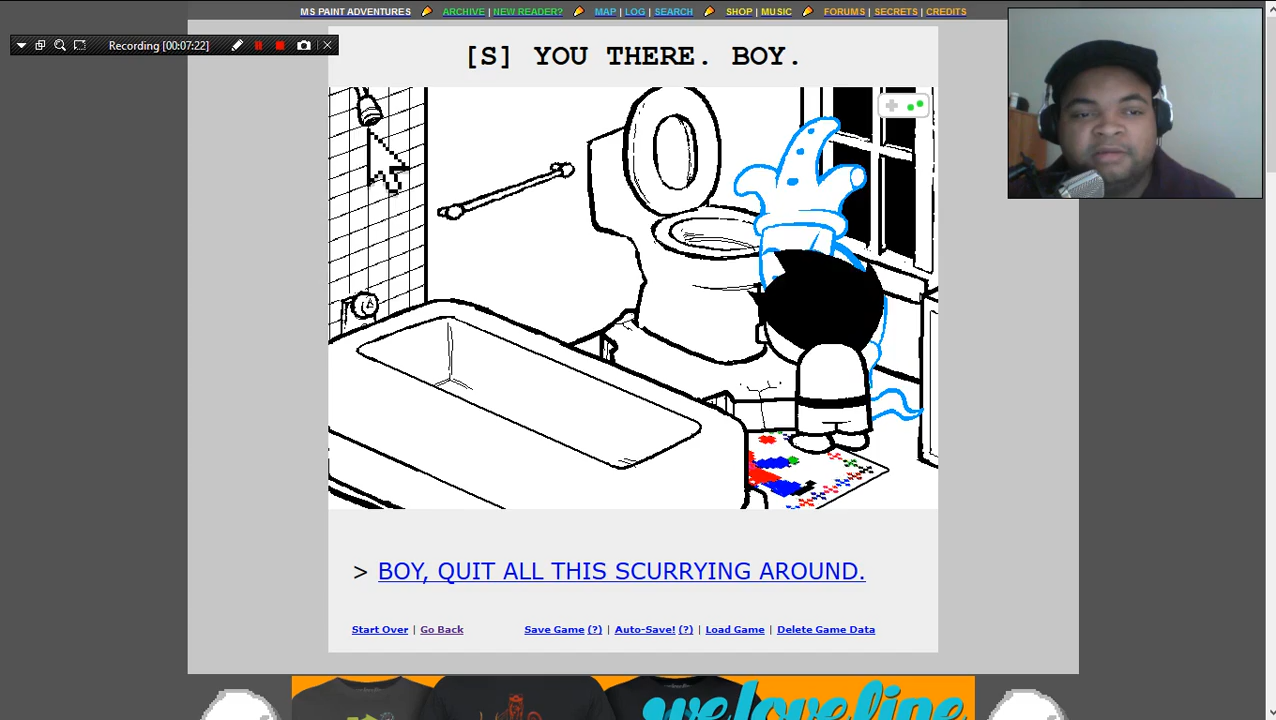 MS PAINT ADVENTURES ARCHIVE | NEW READER? MAP | LOG | SEARCH SHOP | MUSIC FORUMS | SECRETS | CREDITS
Recording [00:07:22]
[S] YOU THERE. BOY.
> BOY, QUIT ALL THIS SCURRYING AROUND.
Start Over | Go Back Save Game (?) | Auto-Save! (?) | Load Game | Delete Game Data
welovefine